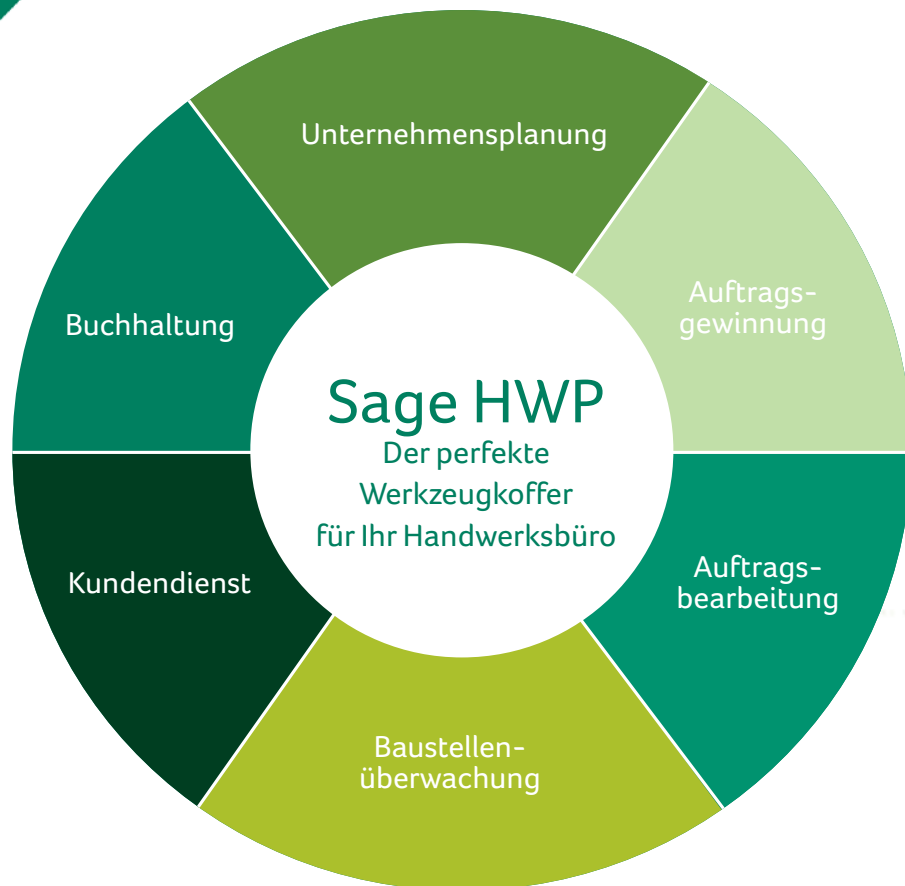 Unternehmensplanung
Auftrags-
gewinnung
Buchhaltung
Sage HWP
Der perfekte
Werkzeugkoffer
für Ihr Handwerksbüro
Kundendienst
Auftrags-
bearbeitung
Baustellen-
überwachung